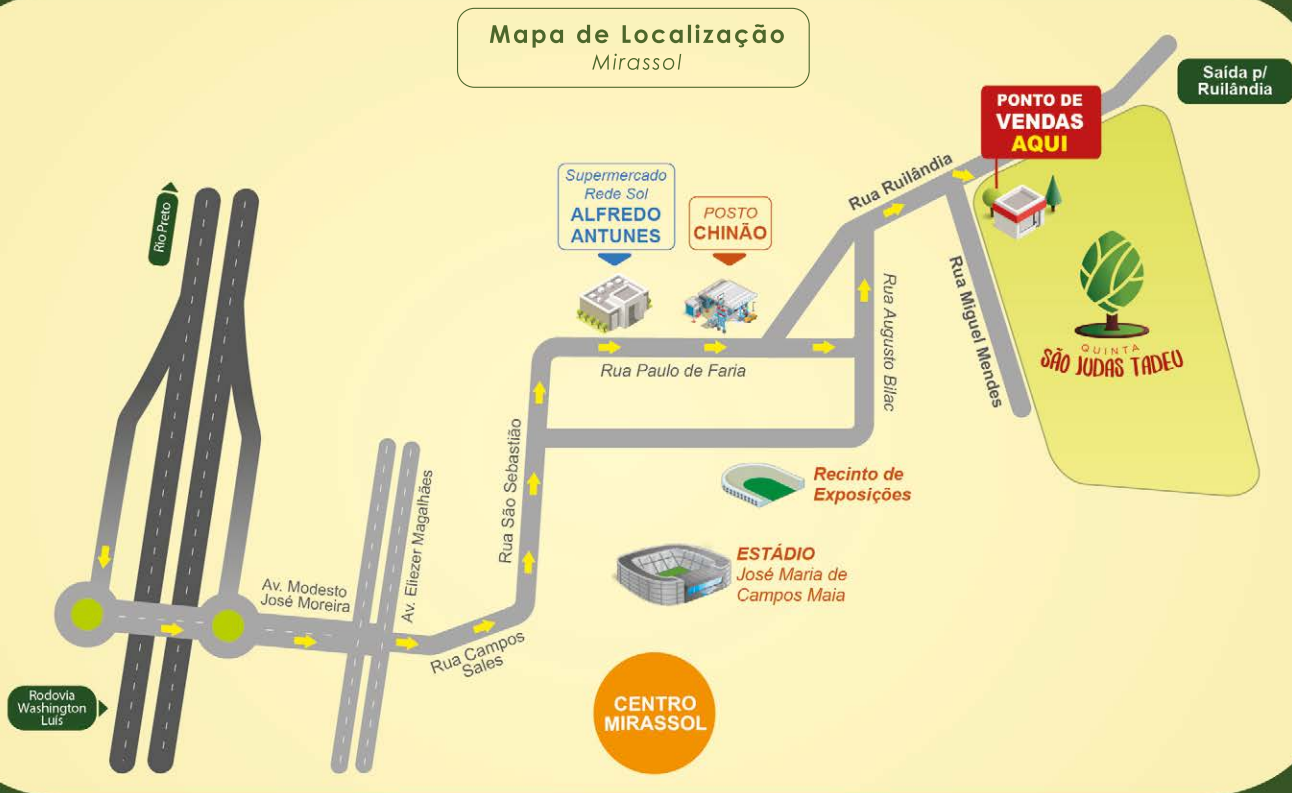 Mapa de Localização
Mirassol
Saída p/
Ruilândia
PONTO DE
VENDAS
AQUI
Rua Ruilândia
Supermercado
Rede Sol
ALFREDO
ANTUNES
POSTO
CHINÃO
Rio Preto
Rua Miguel Mendes
Rua Augusto Bilac
QUINTA
SÃO JUDAS TADEU
Rua Paulo de Faria
Rua São Sebastião
Recinto de
Exposições
Av. Eliezer Magalhães
ESTÁDIO
José Maria de
Campos Maia
Av. Modesto
José Moreira
Rua Campos
Sales
Rodovia
Washington
Luís
CENTRO
MIRASSOL